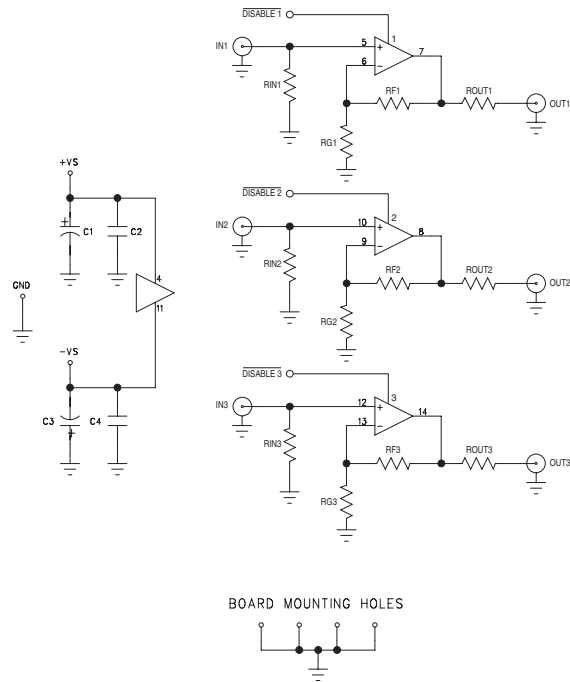 DISABLE 1
1
IN1
5
+
6
−
7
RIN1
RF1
ROUT1
OUT1
RG1
+VS
+
C1
C2
GND
4
11
-VS
C3
+
C4
DISABLE 2
2
IN2
10
+
9
−
8
RIN2
RF2
ROUT2
OUT2
RG2
DISABLE 3
3
IN3
12
+
13
−
14
RIN3
RF3
ROUT3
OUT3
RG3
BOARD MOUNTING HOLES